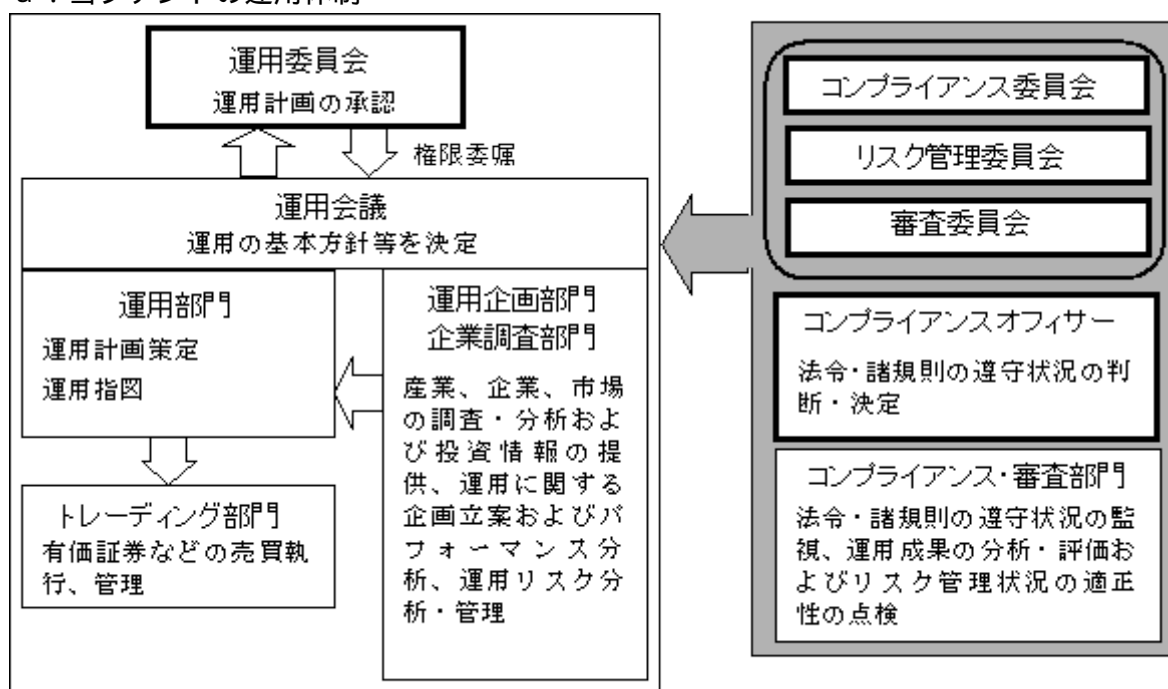 運用委員会
運用計画の承認
権限委嘱
運用会議
運用の基本方針等を決定
運用部門
運用計画策定
運用指図
トレーディング部門
有価証券などの売買執
行、管理
運用企画部門
企業調査部門
産業、企業、市場
の調査・分析およ
び投資情報の提
供、運用に関する
企画立案およびパ
フォーマンス分
析、運用リスク分
析・管理
コンプライアンス委員会
リスク管理委員会
審査委員会
コンプライアンスオフィサー
法令・諸規則の遵守状況の判
断・決定
コンプライアンス・審査部門
法令・諸規則の遵守状況の監
視、運用成果の分析・評価お
よびリスク管理状況の適正
性の点検